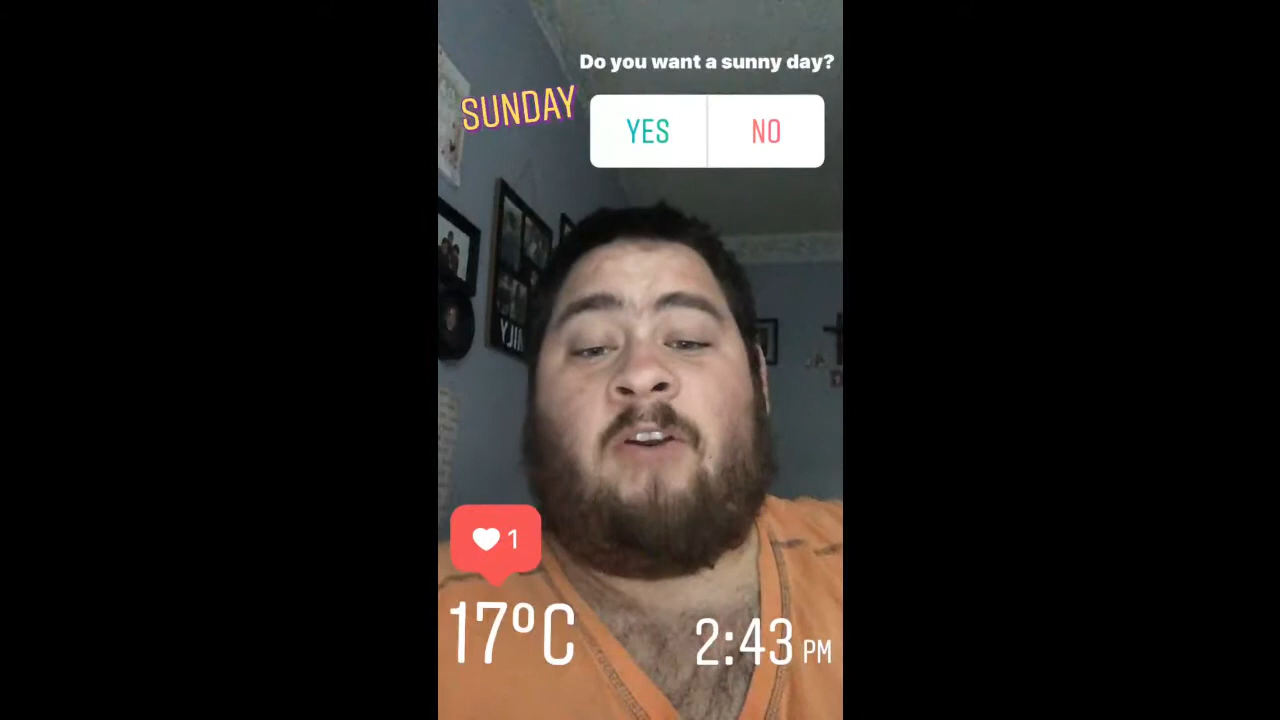 Do you want a sunny day?
SUNDAY
YES NO
1
17°C
2:43 PM